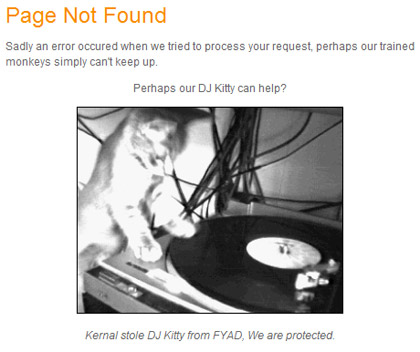 Page Not Found
Sadly an error occured when we tried to process your request, perhaps our trained
monkeys simply can't keep up.
Perhaps our DJ Kitty can help?
Kernal stole DJ Kitty from FYAD, We are protected.